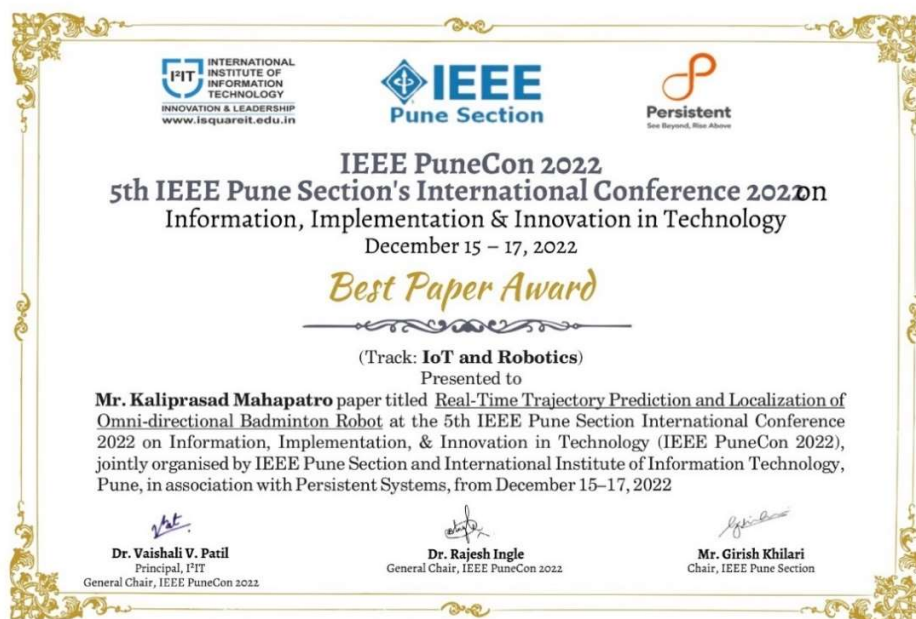 I²IT
INTERNATIONAL
INSTITUTE OF
INFORMATION
TECHNOLOGY
INNOVATION & LEADERSHIP
www.isquareit.edu.in
IEEE
Pune Section
Persistent
See Beyond, Rise Above
IEEE PuneCon 2022
5th IEEE Pune Section's International Conference 2022on
Information, Implementation & Innovation in Technology
December 15 – 17, 2022
Best Paper Award
(Track: IoT and Robotics)
Presented to
Mr. Kaliprasad Mahapatro paper titled Real-Time Trajectory Prediction and Localization of
Omni-directional Badminton Robot at the 5th IEEE Pune Section International Conference
2022 on Information, Implementation, & Innovation in Technology (IEEE PuneCon 2022),
jointly organised by IEEE Pune Section and International Institute of Information Technology,
Pune, in association with Persistent Systems, from December 15–17, 2022
Dr. Vaishali V. Patil
Principal, I²IT
General Chair, IEEE PuneCon 2022
Dr. Rajesh Ingle
General Chair, IEEE PuneCon 2022
Mr. Girish Khilari
Chair, IEEE Pune Section